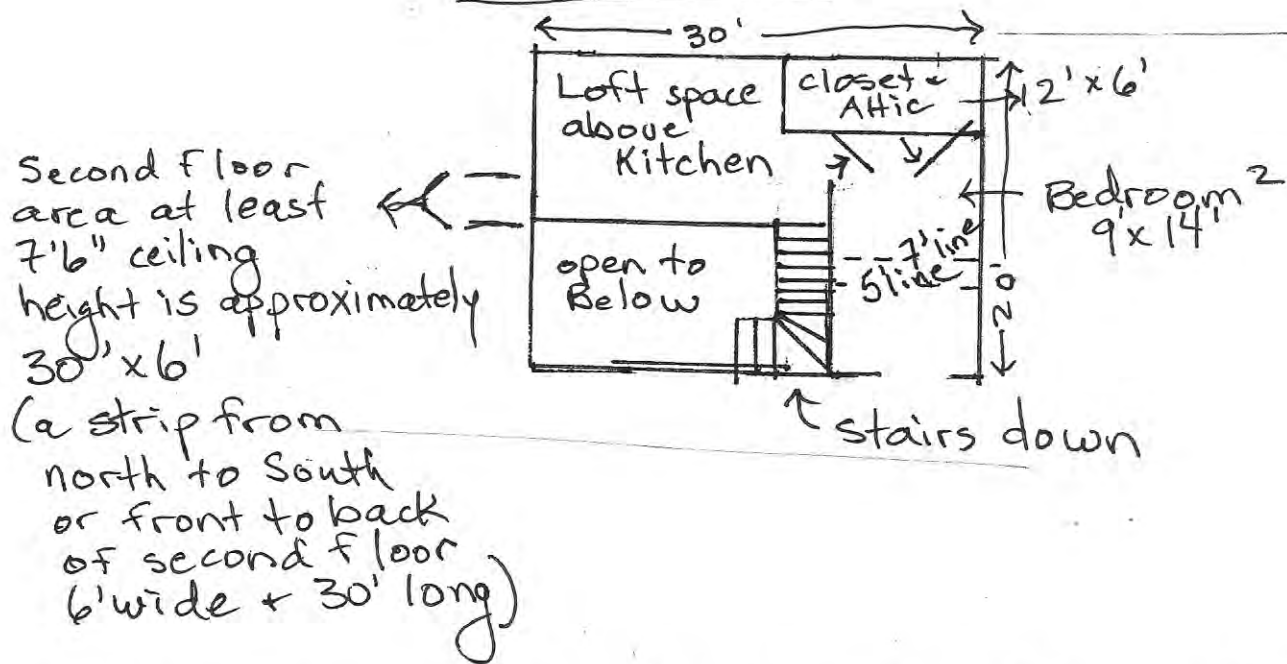 30'
Loft space
above
Kitchen
closet +
Attic
12' x 6'
Second floor
area at least
7'6" ceiling
height is approximately
30' x 6'
(a strip from
north to South
or front to back
of second floor
6' wide + 30' long)
open to
Below
7' line
5 line
Bedroom 2
9' x 14'
20'
stairs down